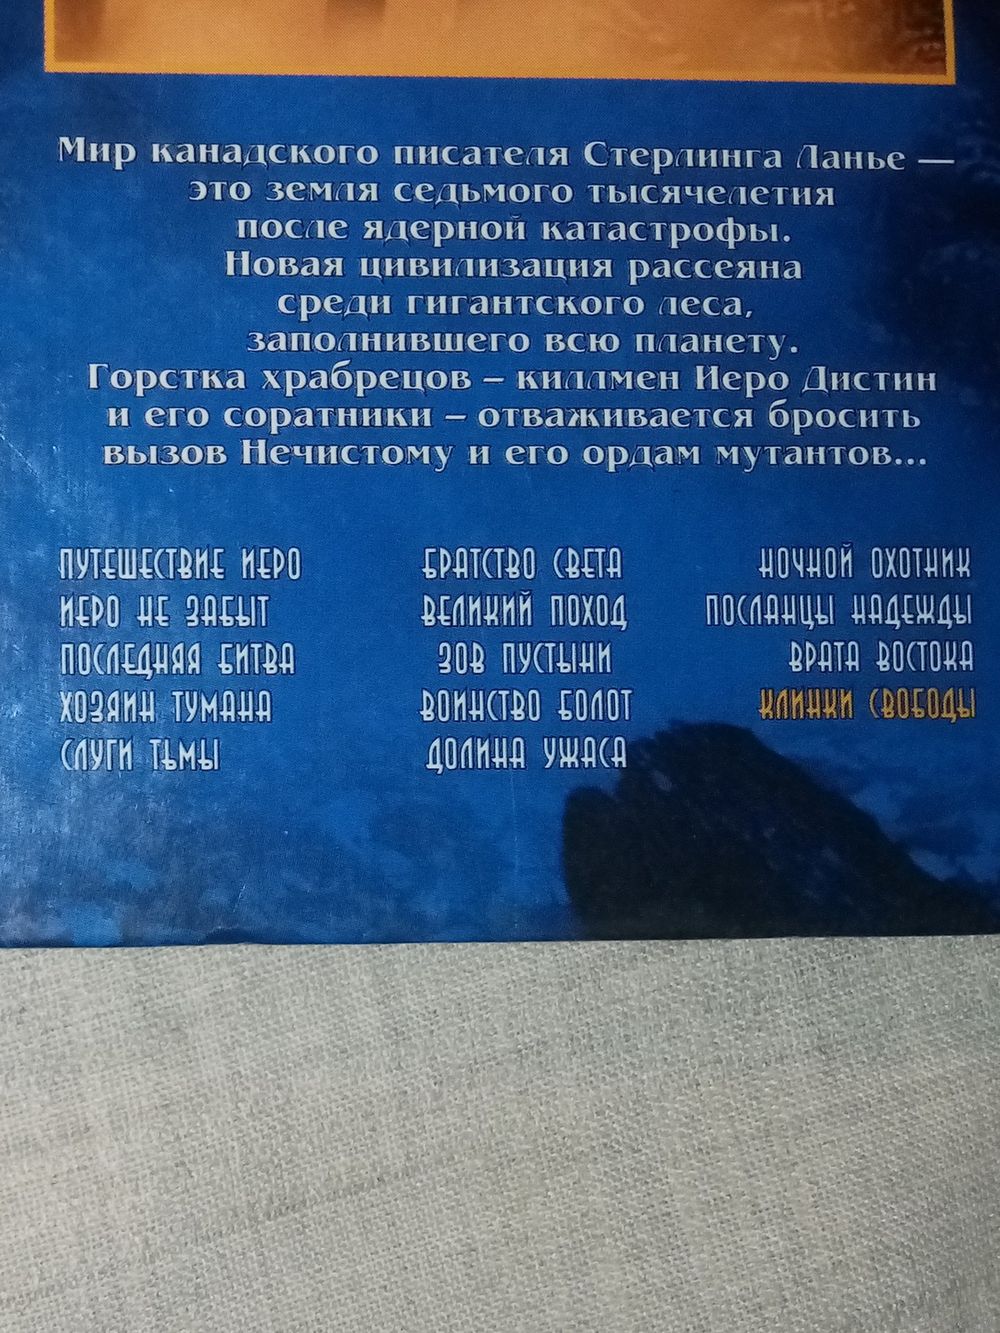 Мир канадского писателя Стерлинга Ланье —
это земля седьмого тысячелетия
после ядерной катастрофы.
Новая цивилизация рассеяна
среди гигантского леса,
заполнившего всю планету.
Горстка храбрецов – киллмен Иеро Дистин
и его соратники – отваживается бросить
вызов Нечистому и его ордам мутантов...
ПУТЕШЕСТВИЕ ИЕРО
ИЕРО НЕ ЗАБЫТ
ПОСЛЕДНЯЯ БИТВА
ХОЗЯИН ТУМАНА
СЛУГИ ТЬМЫ
БРАТСТВО СВЕТА
ВЕЛИКИЙ ПОХОД
ЗОВ ПУСТЫНИ
ВОИНСТВО БОЛОТ
ДОЛИНА УЖАСА
НОЧНОЙ ОХОТНИК
ПОСЛАНЦЫ НАДЕЖДЫ
ВРАТА ВОСТОКА
КЛИНКИ СВОБОДЫ